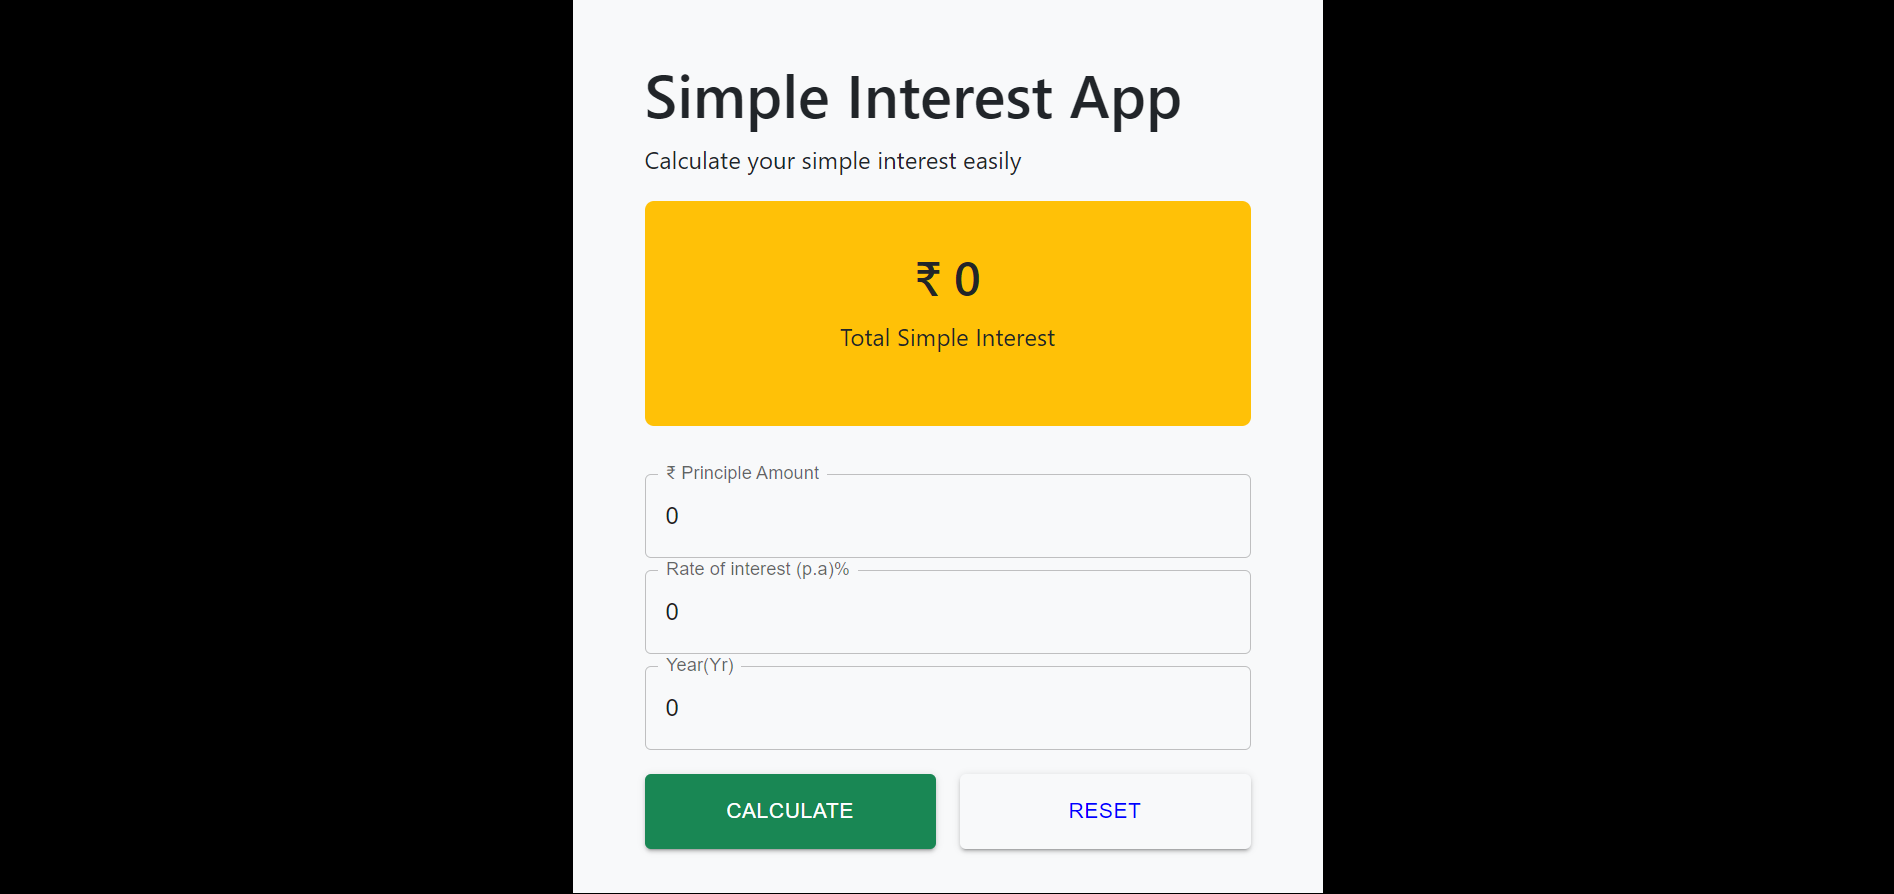 Simple Interest App
Calculate your simple interest easily
₹ 0
Total Simple Interest
₹ Principle Amount
0
Rate of interest (p.a)%
0
Year(Yr)
0
CALCULATE
RESET